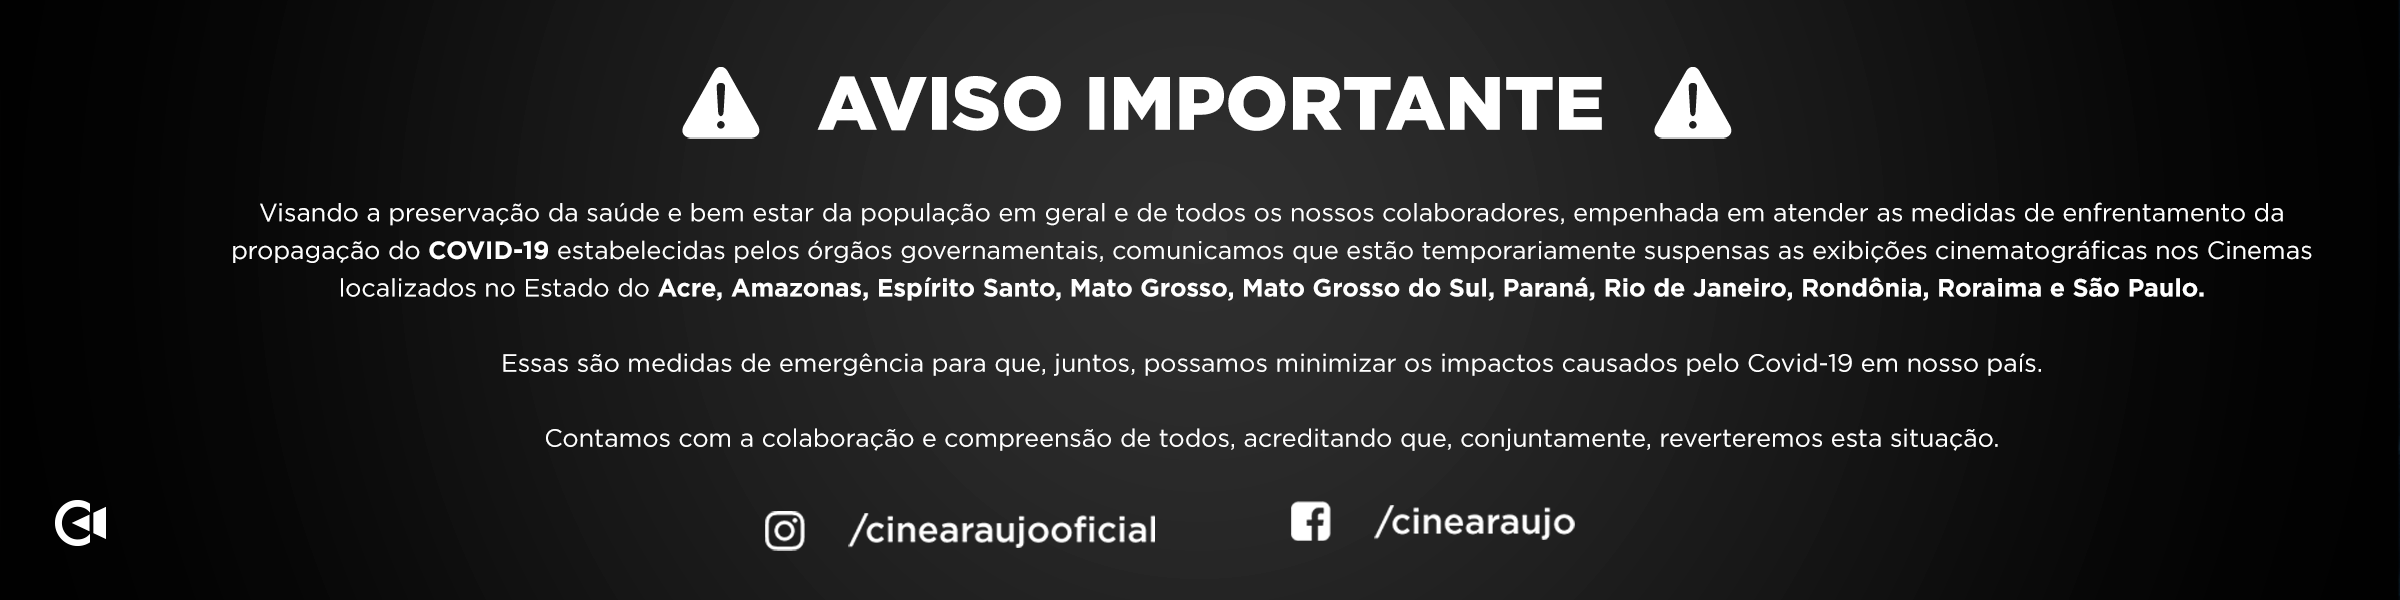 AVISO IMPORTANTE
Visando a preservação da saúde e bem estar da população em geral e de todos os nossos colaboradores, empenhada em atender as medidas de enfrentamento da
propagação do COVID-19 estabelecidas pelos órgãos governamentais, comunicamos que estão temporariamente suspensas as exibições cinematográficas nos Cinemas
localizados no Estado do Acre, Amazonas, Espírito Santo, Mato Grosso, Mato Grosso do Sul, Paraná, Rio de Janeiro, Rondônia, Roraima e São Paulo.
Essas são medidas de emergência para que, juntos, possamos minimizar os impactos causados pelo Covid-19 em nosso país.
Contamos com a colaboração e compreensão de todos, acreditando que, conjuntamente, reverteremos esta situação.
/cinearaujooficial
/cinearaujo